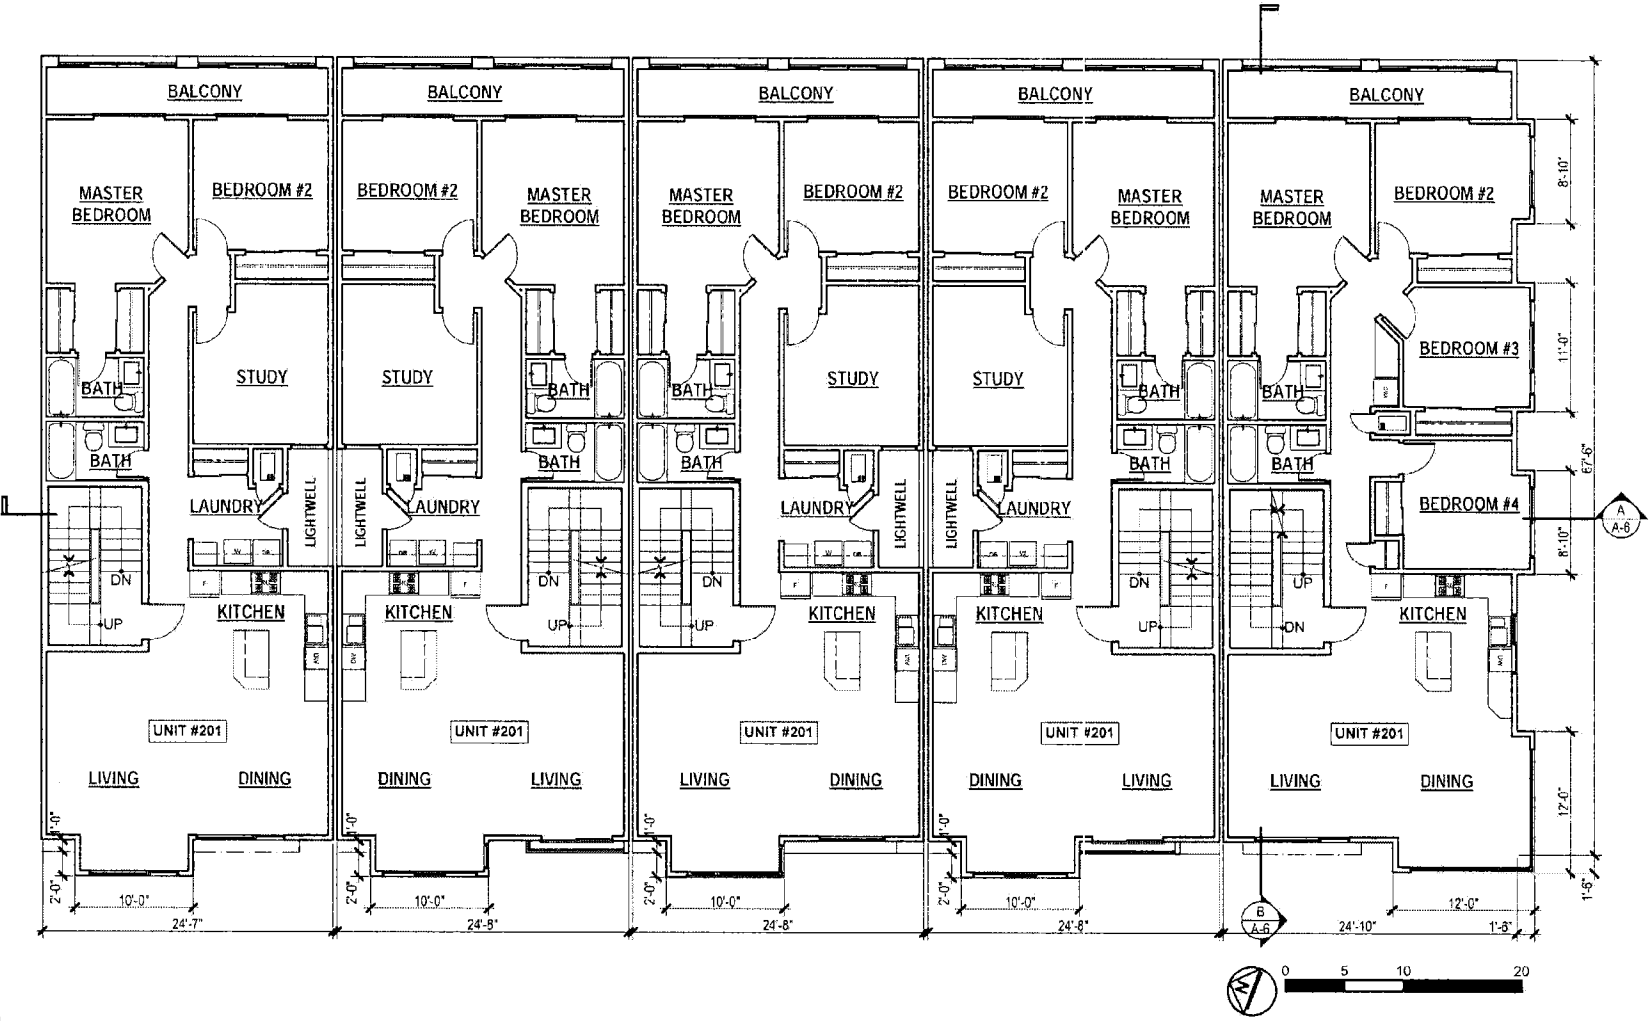 BALCONY
BALCONY
BALCONY
BALCONY
BALCONY
MASTER
BEDROOM
BEDROOM #2
BEDROOM #2
MASTER
BEDROOM
MASTER
BEDROOM
BEDROOM #2
BEDROOM #2
MASTER
BEDROOM
MASTER
BEDROOM
BEDROOM #2
8'-10"
BATH
STUDY
STUDY
BATH
BATH
STUDY
STUDY
BATH
BATH
BEDROOM #3
11'-0"
BATH
BATH
BATH
BATH
BATH
67'-6"
LAUNDRY
LIGHTWELL
LIGHTWELL
LAUNDRY
LAUNDRY
LIGHTWELL
LIGHTWELL
LAUNDRY
BEDROOM #4
8'-10"
A
A-6
DN
UP
KITCHEN
F
KITCHEN
F
DN
UP
DN
UP
F
KITCHEN
KITCHEN
F
DN
UP
UP
DN
F
KITCHEN
DW
UNIT #201
UNIT #201
UNIT #201
UNIT #201
UNIT #201
LIVING
DINING
DINING
LIVING
LIVING
DINING
DINING
LIVING
LIVING
DINING
12'-0"
1'-0"
1'-0"
1'-0"
1'-0"
2'-0"
2'-0"
2'-0"
2'-0"
1'-6"
10'-0"
10'-0"
10'-0"
10'-0"
12'-0"
24'-7"
24'-8"
24'-8"
24'-8"
24'-10"
1'-6"
B
A-6
0
5
10
20